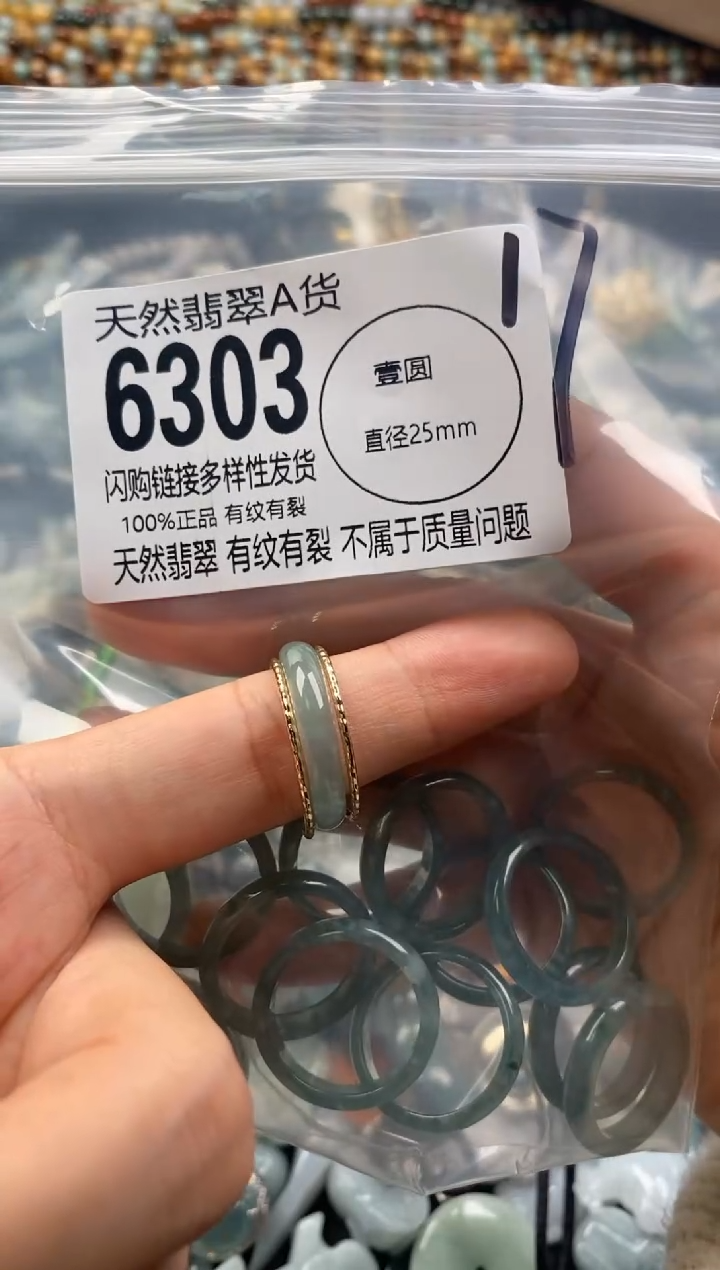 天然翡翠A货
6303
壹圆
直径25mm
闪购链接多样性发货
100%正品 有纹有裂
天然翡翠 有纹有裂 不属于质量问题
17